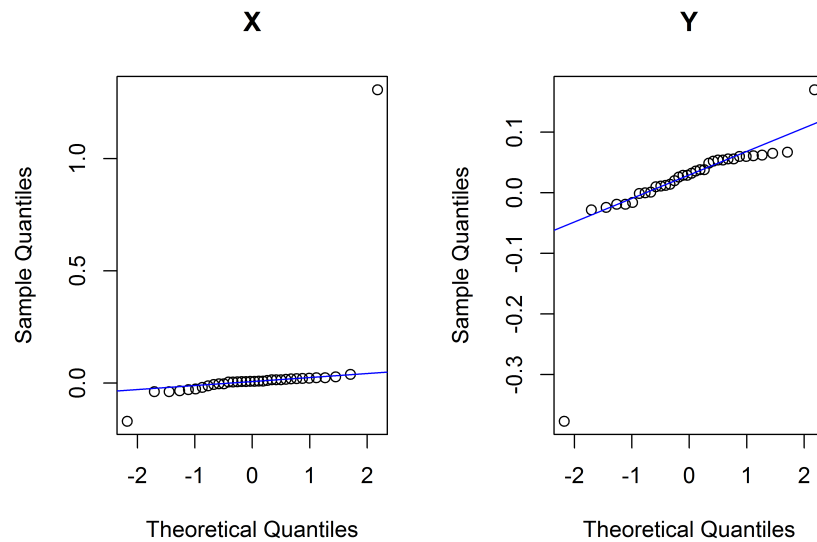 X
Sample Quantiles
0.0
0.5
1.0
-2 -1 0 1 2
Theoretical Quantiles
Y
Sample Quantiles
-0.3
-0.2
-0.1
0.0
0.1
-2 -1 0 1 2
Theoretical Quantiles